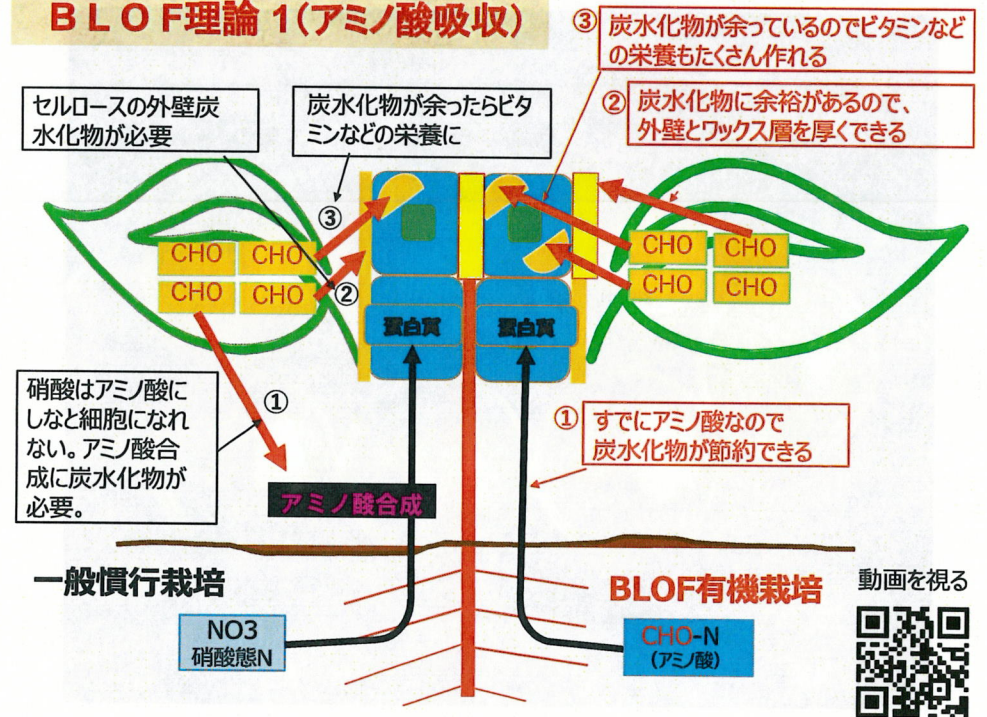 BLOF理論 1(アミノ酸吸収)
③ 炭水化物が余っているのでビタミンなど
の栄養もたくさん作れる
② 炭水化物に余裕があるので、
外壁とワックス層を厚くできる
セルロースの外壁炭
水化物が必要
炭水化物が余ったらビタ
ミンなどの栄養に
③
②
CHO CHO
CHO CHO
CHO CHO
CHO CHO
蛋白質
蛋白質
硝酸はアミノ酸に
しなと細胞になれ
ない。アミノ酸合
成に炭水化物が
必要。
①
① すでにアミノ酸なので
炭水化物が節約できる
アミノ酸合成
一般慣行栽培
BLOF有機栽培
動画を視る
NO3
硝酸態N
CHO-N
(アミノ酸)